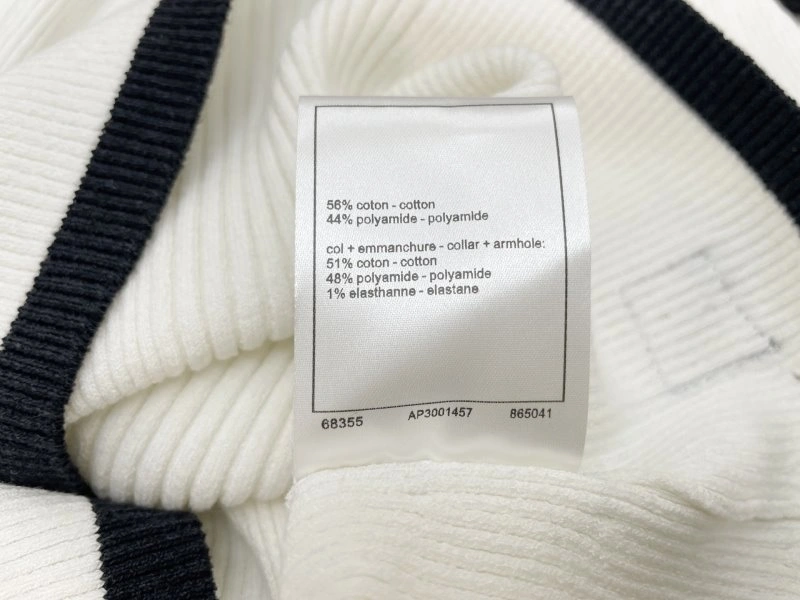 56% coton - cotton
44% polyamide - polyamide
col + emmanchure - collar + armhole:
51% coton - cotton
48% polyamide - polyamide
1% elasthanne - elastane
68355 AP3001457 865041